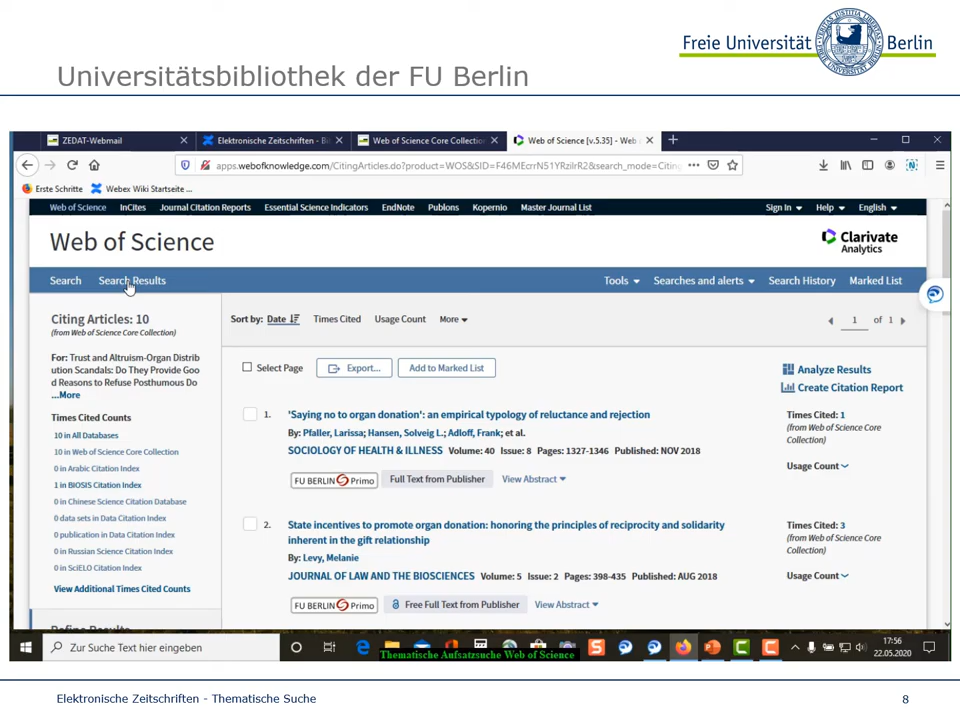 Freie Universität Berlin
Universitätsbibliothek der FU Berlin
ZEDAT-Webmail
Elektronische Zeitschriften - Bi
Web of Science Core Collection
Web of Science [v.5.35] - Web
apps.webofknowledge.com/CitingArticles.do?product=WOS&SID=F46MEcrrN51YRzilrR2&search_mode=Citing
Erste Schritte
Webex Wiki Startseite ...
Web of Science InCites Journal Citation Reports Essential Science Indicators EndNote Publons Kopernio Master Journal List Sign In Help English
Web of Science
Clarivate
Analytics
Search Search Results Tools Searches and alerts Search History Marked List
Citing Articles: 10
(from Web of Science Core Collection)
For: Trust and Altruism-Organ Distrib
ution Scandals: Do They Provide Goo
d Reasons to Refuse Posthumous Do
...More
Times Cited Counts
10 in All Databases
10 in Web of Science Core Collection
0 in Arabic Citation Index
1 in BIOSIS Citation Index
0 in Chinese Science Citation Database
0 data sets in Data Citation Index
0 publication in Data Citation Index
0 in Russian Science Citation Index
0 in SciELO Citation Index
View Additional Times Cited Counts
Refine Results
Sort by: Date Times Cited Usage Count More
1 of 1
Select Page Export... Add to Marked List
Analyze Results
Create Citation Report
1. 'Saying no to organ donation': an empirical typology of reluctance and rejection
By: Pfaller, Larissa; Hansen, Solveig L.; Adloff, Frank; et al.
SOCIOLOGY OF HEALTH & ILLNESS Volume: 40 Issue: 8 Pages: 1327-1346 Published: NOV 2018
FU BERLIN Primo Full Text from Publisher View Abstract
Times Cited: 1
(from Web of Science Core
Collection)
Usage Count
2. State incentives to promote organ donation: honoring the principles of reciprocity and solidarity
inherent in the gift relationship
By: Levy, Melanie
JOURNAL OF LAW AND THE BIOSCIENCES Volume: 5 Issue: 2 Pages: 398-435 Published: AUG 2018
FU BERLIN Primo Free Full Text from Publisher View Abstract
Times Cited: 3
(from Web of Science Core
Collection)
Usage Count
Zur Suche Text hier eingeben
Thematische Aufsatzsuche Web of Science
17:56
22.05.2020
Elektronische Zeitschriften - Thematische Suche
8